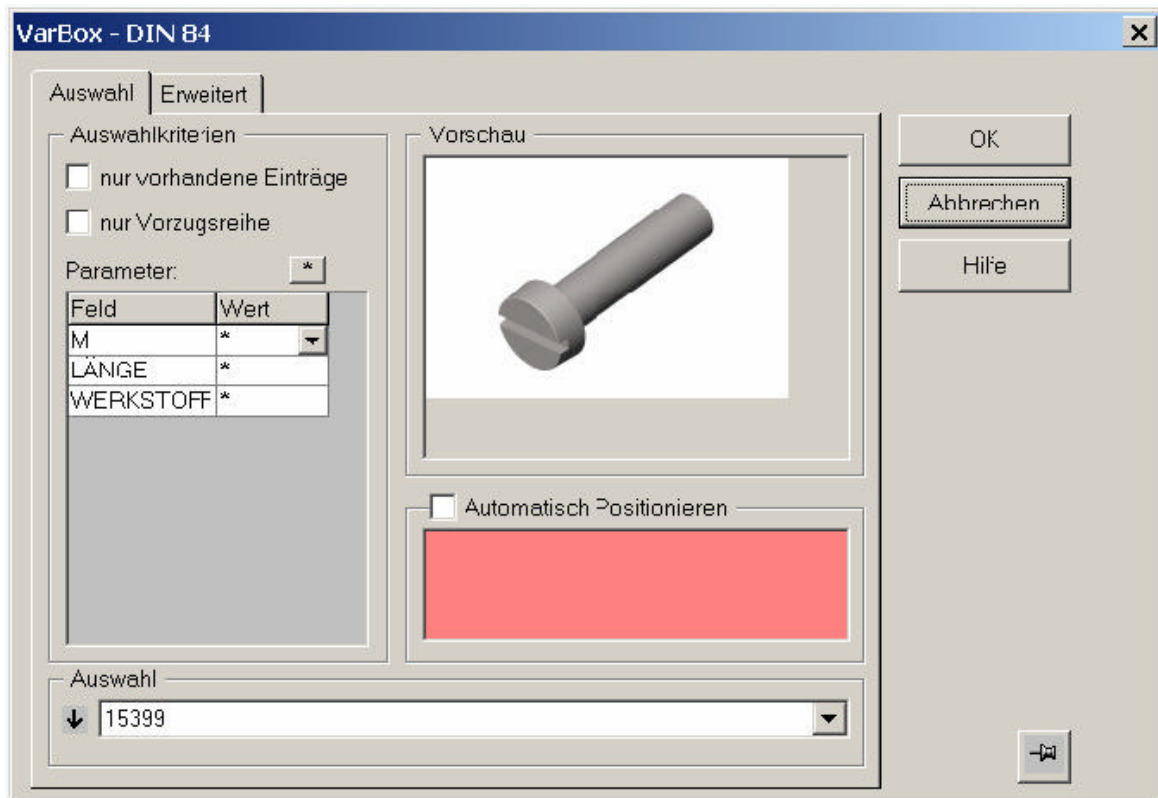 VarBox - DIN 84
Auswahl Erweitert
Auswahlkriterien
nur vorhandene Einträge
nur Vorzugsreihe
Parameter: *
Feld Wert
M *
LÄNGE *
WERKSTOFF *
Vorschau
Automatisch Positionieren
Auswahl
15399
OK
Abbrechen
Hilfe